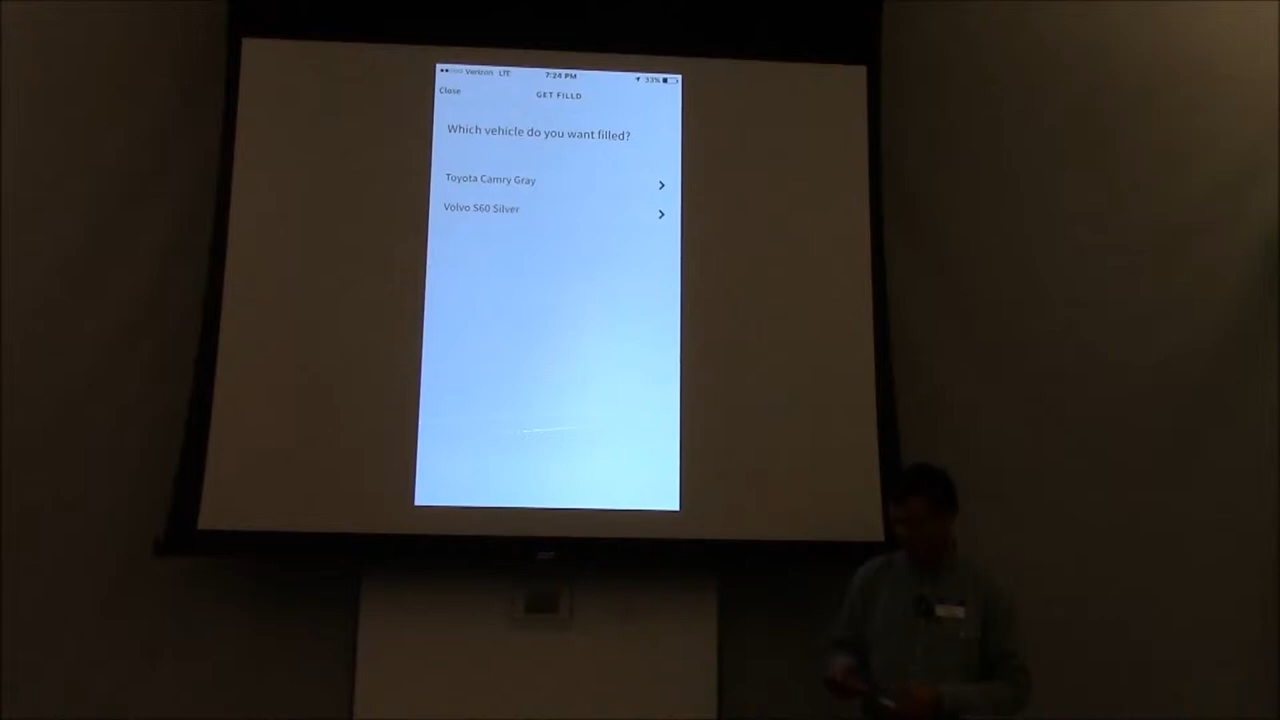 Verizon LTE 7:24 PM 33%
Close GET FILLD
Which vehicle do you want filled?
Toyota Camry Gray
Volvo S60 Silver